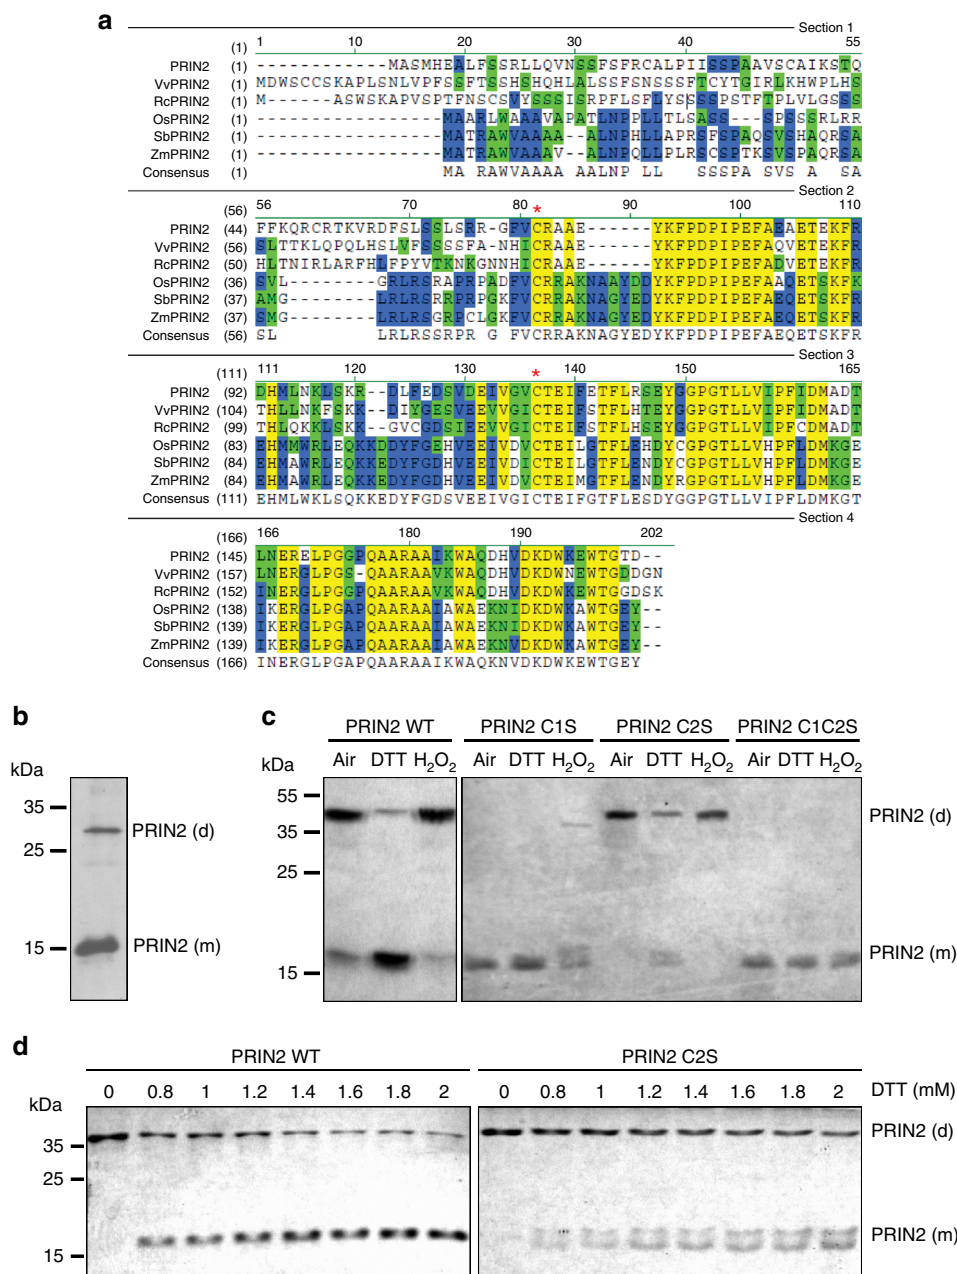 a
Section 1
(1) 1 10 20 30 40 55
PRIN2 (1) -------------MASMHEALFSSRLLQVNSSFSFRCALPIISSPAAVSCAIKSTQ
VvPRIN2 (1) MDWSCCSKAPLSNLVPFSSFTSSHSHQHLALSSFSNSSSFTCYTGIRLKHWPLHS
RcPRIN2 (1) M-------ASWSKAPVSPTFNSCSVYSSSISRPFLSFLYSSSSPSTFTPLVLGSSS
OsPRIN2 (1) -----------------MAARLWAAAVAPATLNPPLLTLSASS---SPSSSRLRR
SbPRIN2 (1) -----------------MATRAWVAAAA--ALNPHLLAPRSFSPAQSVSHAQRSA
ZmPRIN2 (1) -----------------MATRAWVAAAV--ALNPQLLPLRSCSPTKSVSPAQRSA
Consensus (1) MA RAWVAAAA AALNP LL SSSPA SVS A SA
Section 2
(56) 56 70 80 90 100 110
PRIN2 (44) FFKQRCRTKVRDFSLSSLSRR-GFVCRAAE------YKFPDPIPEFAEAETEKFR
VvPRIN2 (56) SLTTKLQPQLHSLVFSSSSFA-NHICRAAE------YKFPDPIPEFAQVETEKFR
RcPRIN2 (50) HLTNIRLARFHLFPYVTKNKGNNHICRAAE------YKFPDPIPEFADVETEKFR
OsPRIN2 (36) SVL--------GRLRSRAPRPADFVCRRAKNAAYDDYKFPDPIPEFAAQETSKFK
SbPRIN2 (37) AMG--------LRLRSRRPRPGKFVCRRAKNAGYEDYKFPDPIPEFAEQETSKFR
ZmPRIN2 (37) SMG--------LRLRSGRPCLGKFVCRRAKNAGYEDYKFPDPIPEFAEQETSKFR
Consensus (56) SL LRLRSSRPR G FVCRRAKNAGYEDYKFPDPIPEFAEQETSKFR
Section 3
(111) 111 120 130 140 150 165
PRIN2 (92) DHMLNKLSKR--DLFEDSVDEIVGVCTEIFETFLRSEYGGPGTLLVIPFIDMADT
VvPRIN2 (104) THLLNKFSKK--DIYGESVEEVVGICTEIFSTFLHTEYGGPGTLLVIPFIDMADT
RcPRIN2 (99) THLQKKLSKK--GVCGDSIEEVVGICTEIFSTFLHSEYGGPGTLLVIPFCDMADT
OsPRIN2 (83) EHMMWRLEQKKDDYFGEHVEEIVDVCTEILGTFLEHDYCGPGTLLVHPFLDMKGE
SbPRIN2 (84) EHMAWRLEQKKEDYFGDHVEEIVDICTEILGTFLENDYCGPGTLLVHPFLDMKGE
ZmPRIN2 (84) EHMAWRLEQKKEDYFGDHVEEIVDVCTEIMGTFLENDYRGPGTLLVHPFLDMKGE
Consensus (111) EHMLWKLSQKKEDYFGDSVEEIVGICTEIFGTFLESDYGGPGTLLVIPFLDMKGT
Section 4
(166) 166 180 190 202
PRIN2 (145) LNERELPGGPQAARAAIKWAQDHVDKDWKEWTGTD--
VvPRIN2 (157) LNERGLPGS-QAARAAVKWAQDHVDKDWNEWTGDDGN
RcPRIN2 (152) INERGLPGGPQAARAAVKWAQDHVDKDWKEWTGGDSK
OsPRIN2 (138) IKERGLPGAPQAARAAIAWAEKNIDKDWKAWTGEY--
SbPRIN2 (139) IKERGLPGAPQAARAAIAWAEKNIDKDWKAWTGEY--
ZmPRIN2 (139) IKERGLPGAPQAARAAIAWAEKNVDKDWKAWTGEY--
Consensus (166) INERGLPGAPQAARAAIKWAQKNVDKDWKEWTGEY
b
kDa
35
25
15
PRIN2 (d)
PRIN2 (m)
c
PRIN2 WT PRIN2 C1S PRIN2 C2S PRIN2 C1C2S
kDa Air DTT H2O2 Air DTT H2O2 Air DTT H2O2 Air DTT H2O2
55
35
25
15
PRIN2 (d)
PRIN2 (m)
d
PRIN2 WT PRIN2 C2S
0 0.8 1 1.2 1.4 1.6 1.8 2 0 0.8 1 1.2 1.4 1.6 1.8 2 DTT (mM)
kDa
35
25
15
PRIN2 (d)
PRIN2 (m)